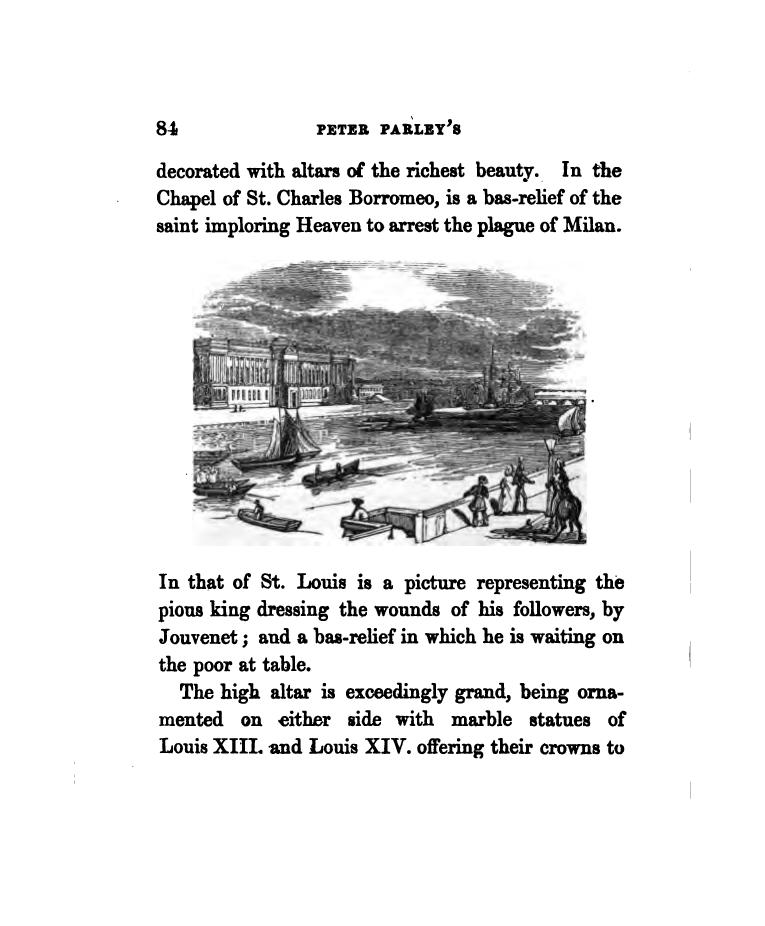 84 PETER PARLEY'S
decorated with altars of the richest beauty. In the
Chapel of St. Charles Borromeo, is a bas-relief of the
saint imploring Heaven to arrest the plague of Milan.
In that of St. Louis is a picture representing the
pious king dressing the wounds of his followers, by
Jouvenet; and a bas-relief in which he is waiting on
the poor at table.
The high altar is exceedingly grand, being orna-
mented on either side with marble statues of
Louis XIII. and Louis XIV. offering their crowns to